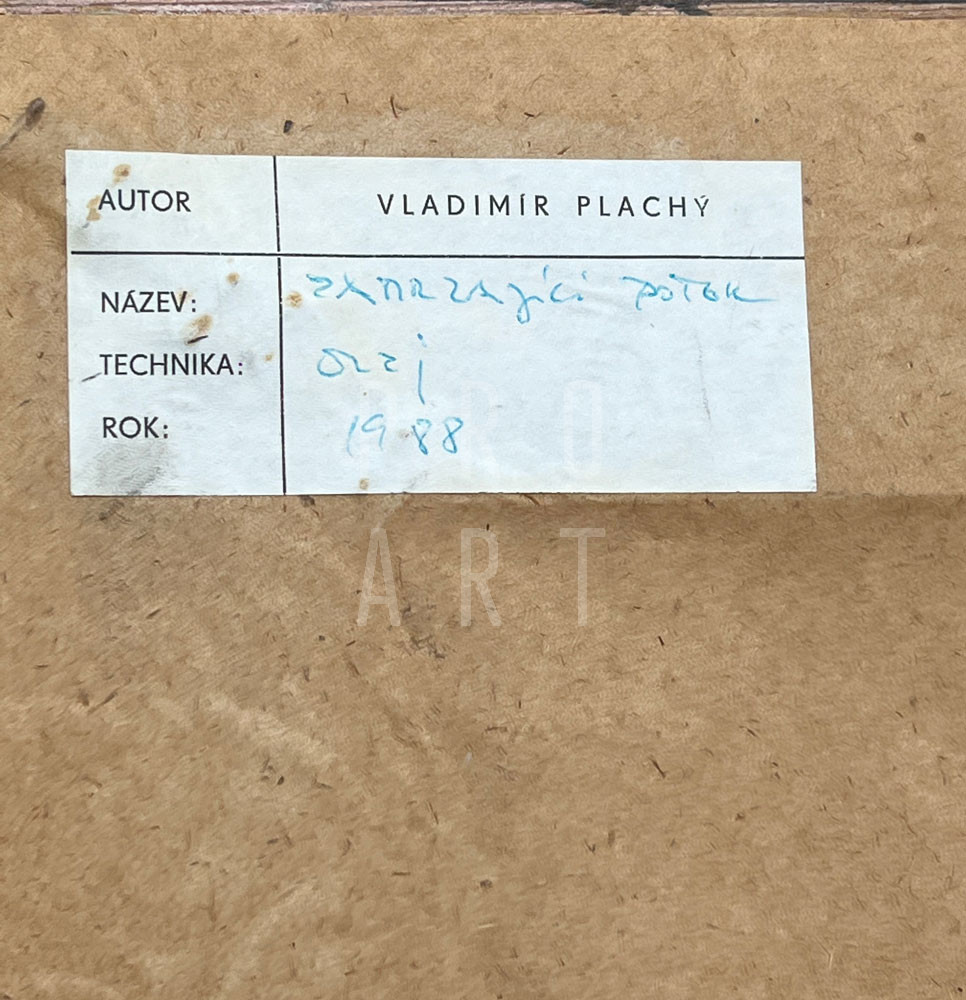 AUTOR VLADIMÍR PLACHÝ
NÁZEV: ZAMRZAJÍCÍ POTOK
TECHNIKA: OLEJ
ROK: 1988
ART